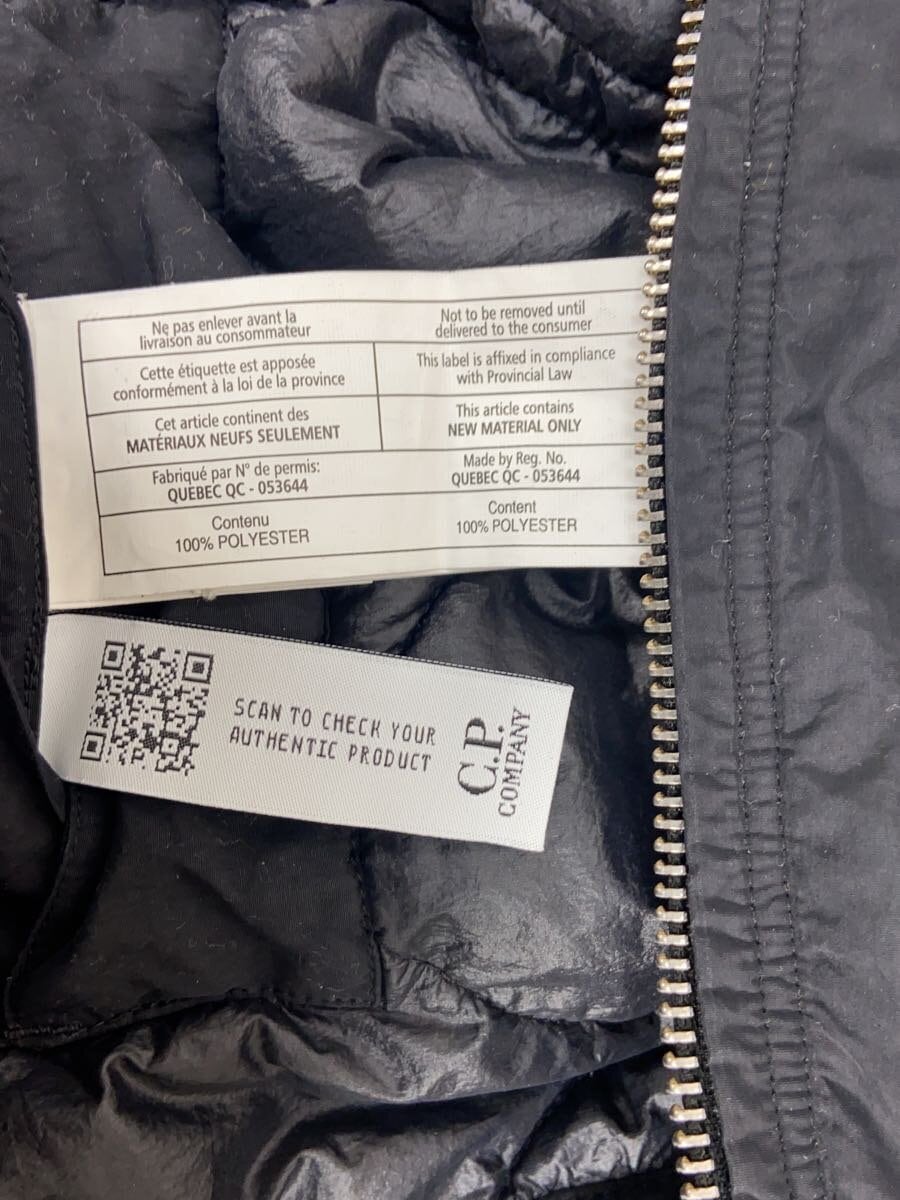 Ne pas enlever avant la
livraison au consommateur
Not to be removed until
delivered to the consumer
Cette étiquette est apposée
conformément à la loi de la province
This label is affixed in compliance
with Provincial Law
Cet article continent des
MATÉRIAUX NEUFS SEULEMENT
This article contains
NEW MATERIAL ONLY
Fabriqué par N° de permis:
QUEBEC QC - 053644
Made by Reg. No.
QUEBEC QC - 053644
Contenu
100% POLYESTER
Content
100% POLYESTER
SCAN TO CHECK YOUR
AUTHENTIC PRODUCT
C.P.
COMPANY